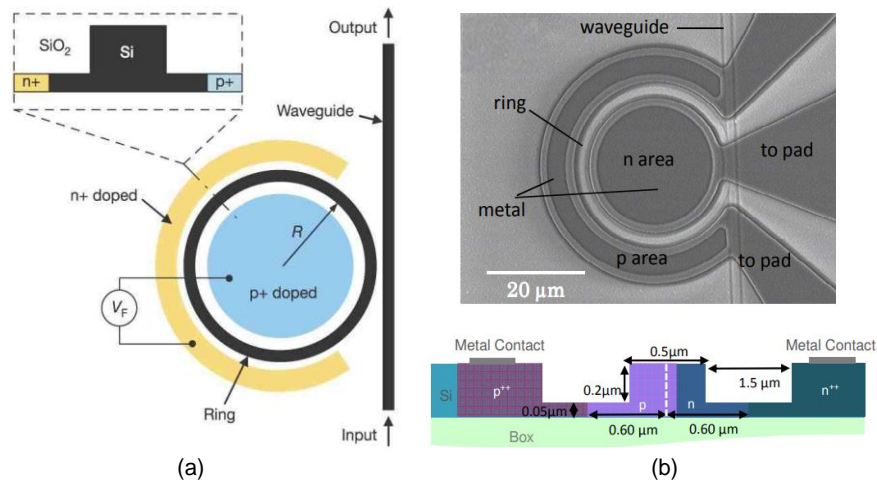 SiO2
Si
n+
p+
Output
Waveguide
n+ doped
R
p+ doped
VF
Ring
Input
(a)
waveguide
ring
n area
to pad
metal
p area
to pad
20 μm
Metal Contact
Metal Contact
0.5μm
Si
p++
0.2μm
1.5 μm
n++
0.05μm
p
n
0.60 μm
0.60 μm
Box
(b)